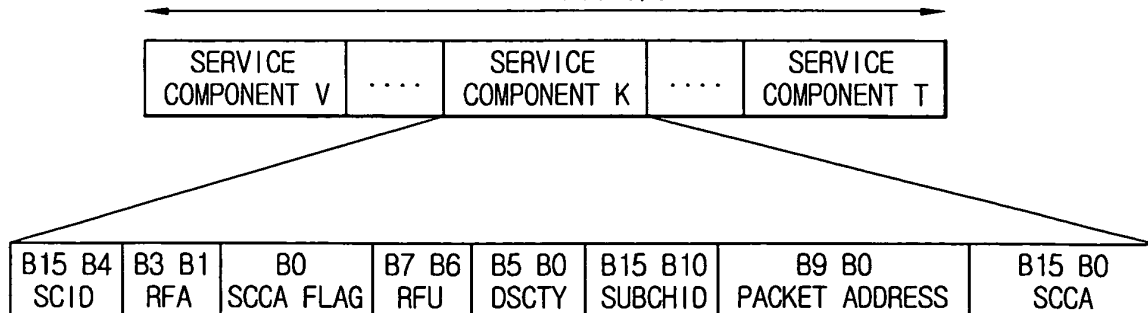 SERVICE COMPONENT V
....
SERVICE COMPONENT K
....
SERVICE COMPONENT T
B15 B4 SCID
B3 B1 RFA
B0 SCCA FLAG
B7 B6 RFU
B5 B0 DSCTY
B15 B10 SUBCHID
B9 B0 PACKET ADDRESS
B15 B0 SCCA